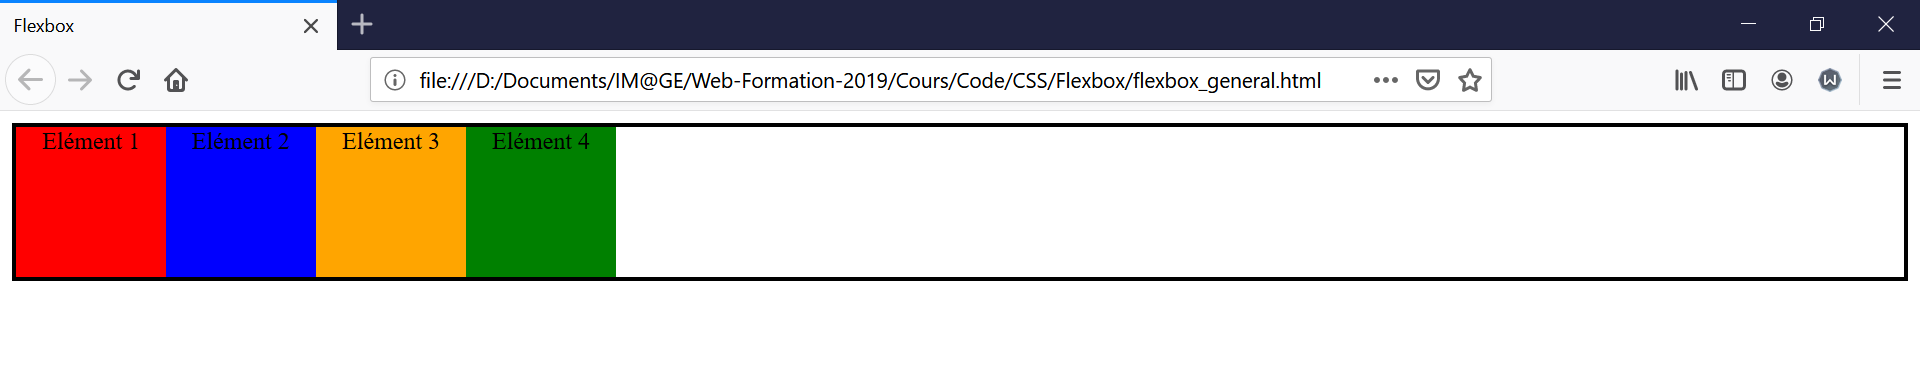 Flexbox
file:///D:/Documents/IM@GE/Web-Formation-2019/Cours/Code/CSS/Flexbox/flexbox_general.html
Elément 1 Elément 2 Elément 3 Elément 4